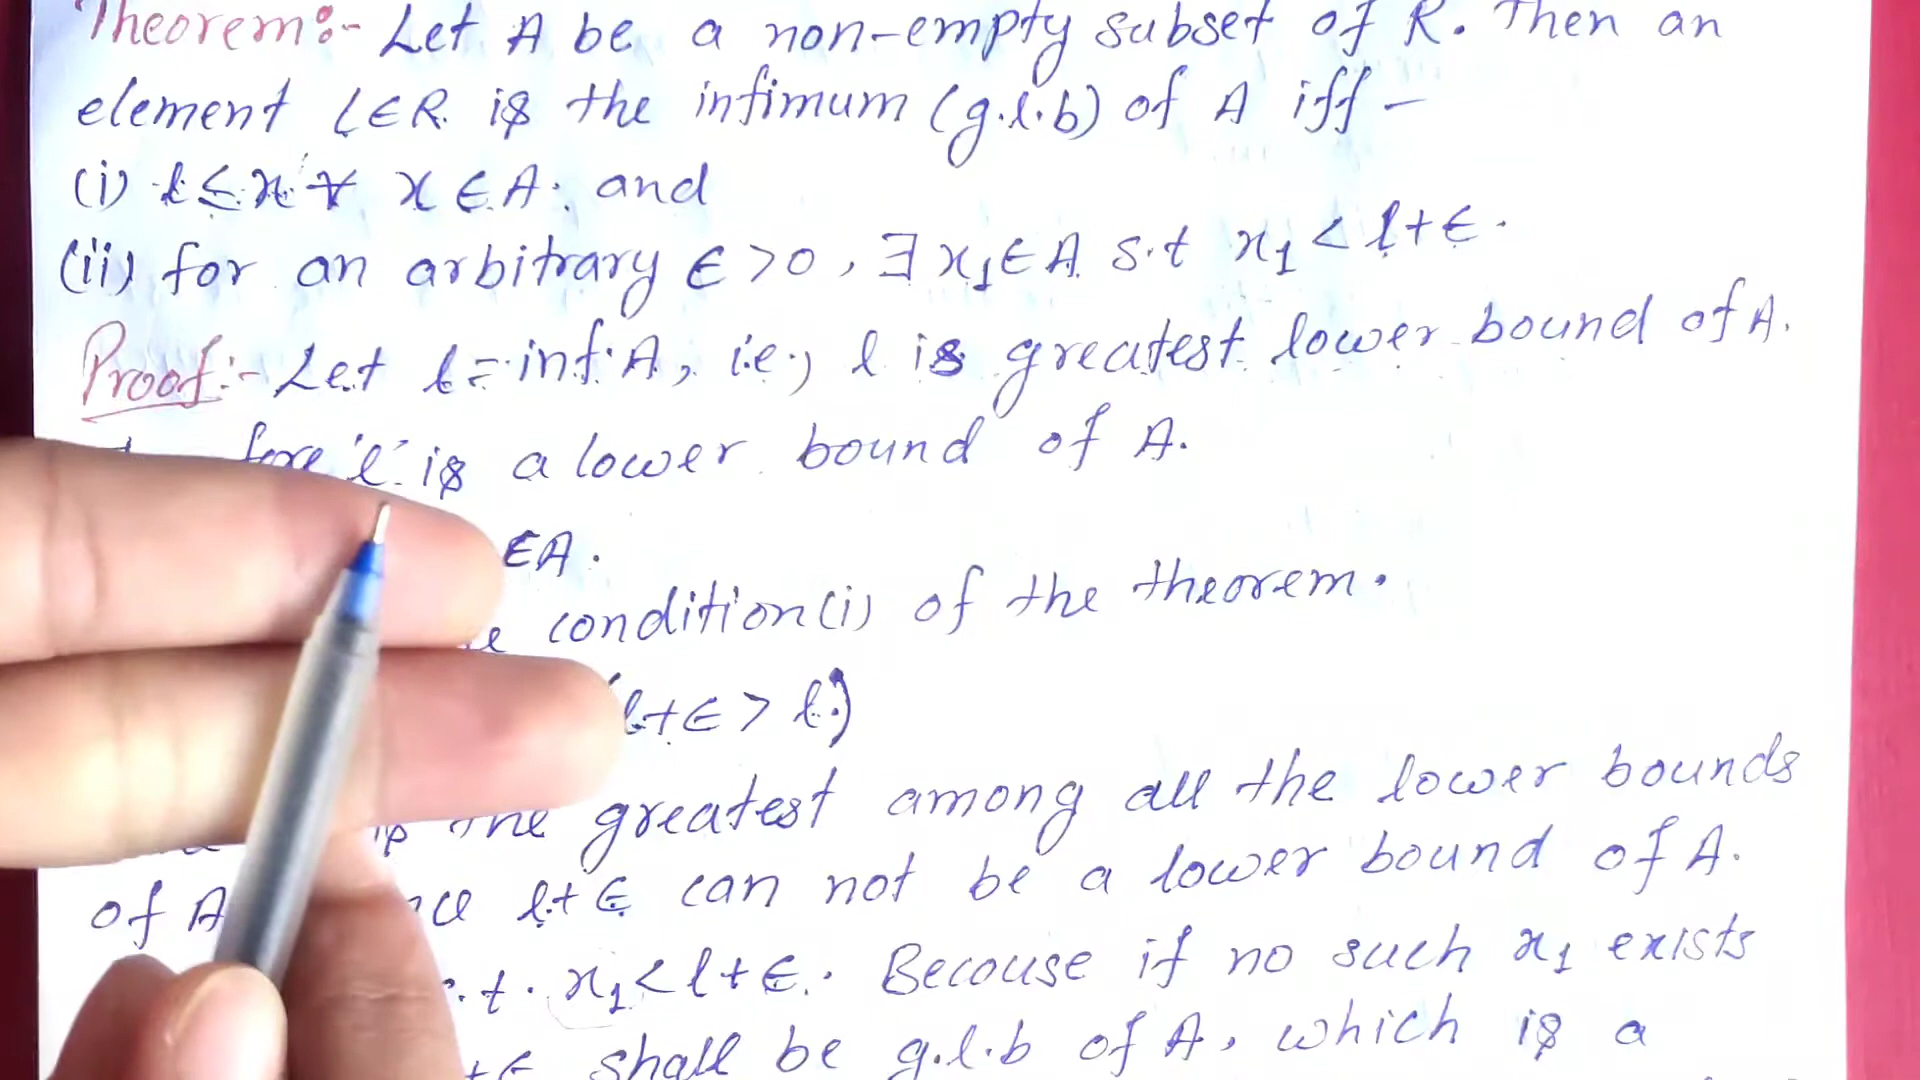 Theorem:- Let A be a non-empty subset of R. Then an
element l∈R is the infimum (g.l.b) of A iff -
(i) l≤x ∀ x∈A. and
(ii) for an arbitrary ϵ>0, ∃ x₁∈A s.t x₁<l+ϵ.
Proof:- Let l=inf.A, i.e., l is greatest lower bound of A.
fore 'l' is a lower bound of A.
∈A.
condition(i) of the theorem.
l+ϵ>l.)
the greatest among all the lower bounds
of A l+ϵ can not be a lower bound of A.
.t. x₁<l+ϵ. Becouse if no such x₁ exists
+ϵ shall be g.l.b of A, which is a